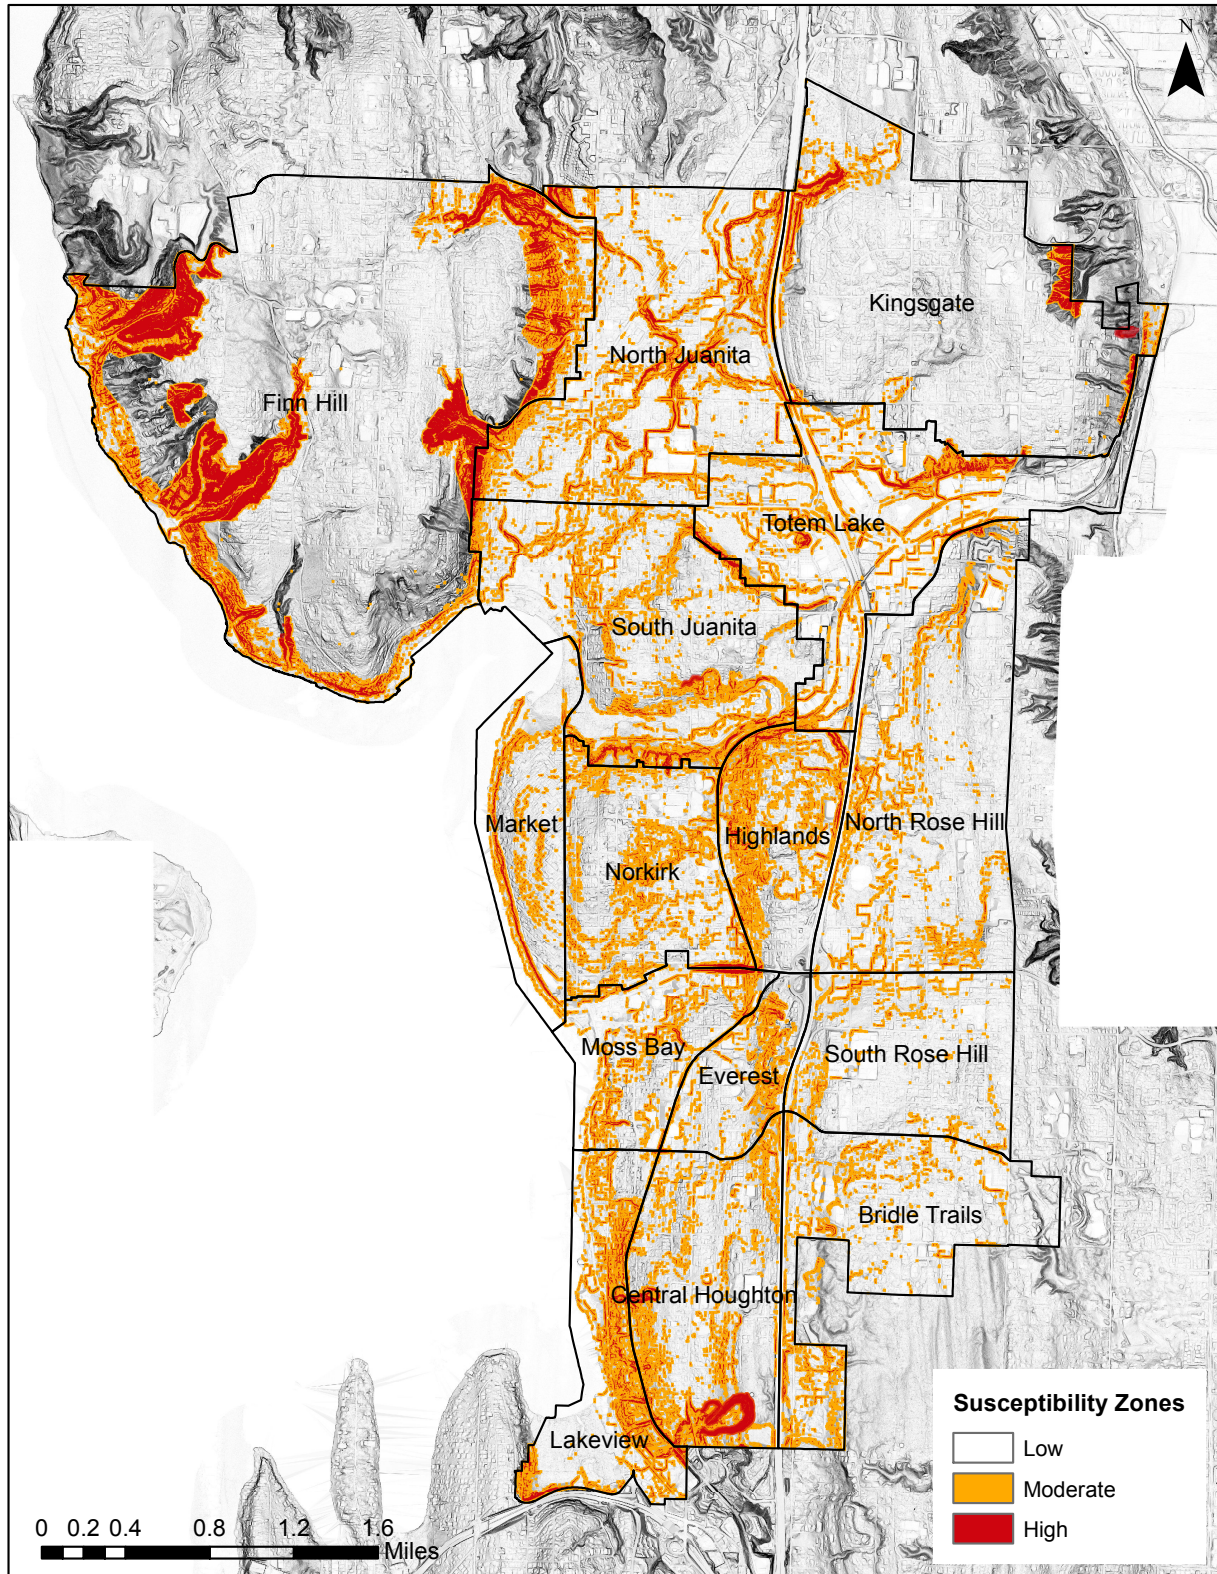 N
Kingsgate
North Juanita
Finn Hill
Totem Lake
South Juanita
Market
Highlands
North Rose Hill
Norkirk
Moss Bay
Everest
South Rose Hill
Bridle Trails
Central Houghton
Lakeview
Susceptibility Zones
Low
Moderate
High
0 0.2 0.4 0.8 1.2 1.6
Miles